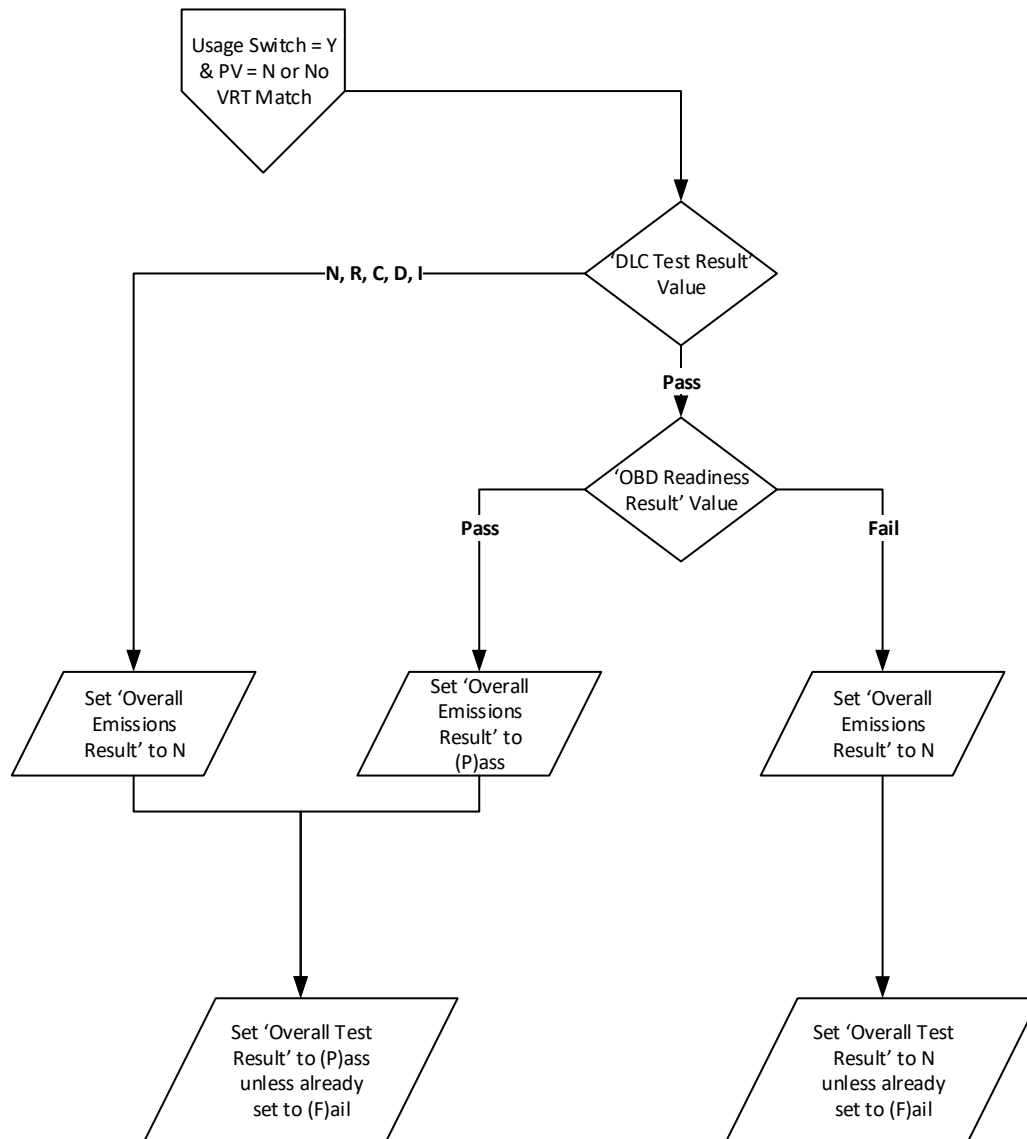 Usage Switch = Y
& PV = N or No
VRT Match
‘DLC Test Result’
Value
N, R, C, D, I
Pass
‘OBD Readiness
Result’ Value
Pass
Fail
Set ‘Overall
Emissions
Result’ to N
Set ‘Overall
Emissions
Result’ to
(P)ass
Set ‘Overall
Emissions
Result’ to N
Set ‘Overall Test
Result’ to (P)ass
unless already
set to (F)ail
Set ‘Overall Test
Result’ to N
unless already
set to (F)ail